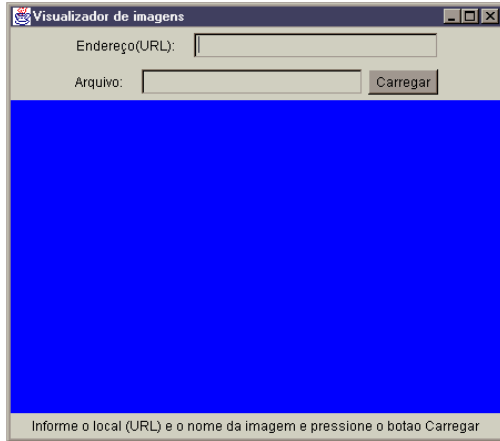 Visualizador de imagens
Endereço(URL):
Arquivo: Carregar
Informe o local (URL) e o nome da imagem e pressione o botao Carregar